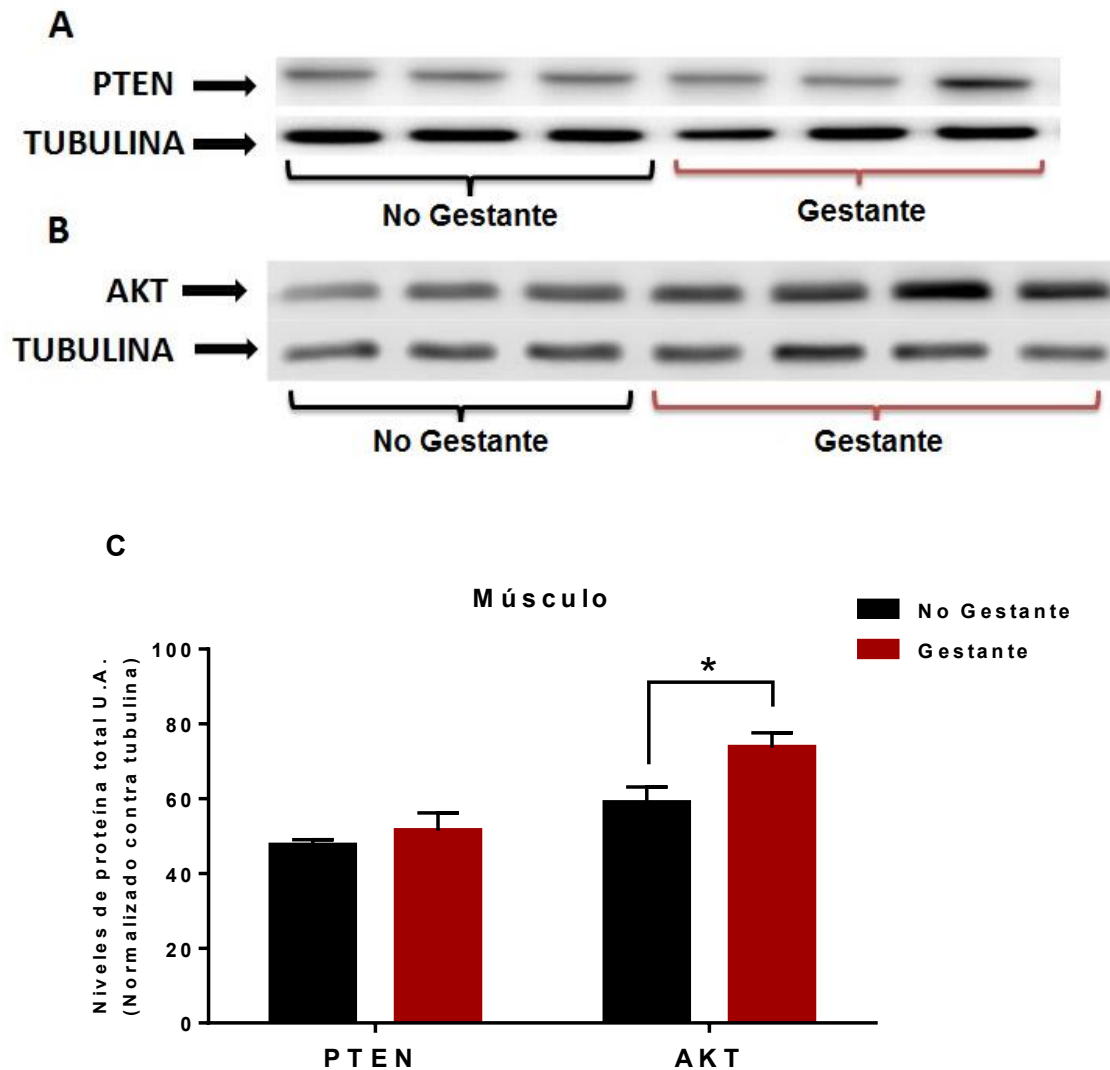 A
PTEN
TUBULINA
No Gestante
Gestante
B
AKT
TUBULINA
No Gestante
Gestante
C
Músculo
No Gestante
Gestante
Niveles de proteína total U.A.
(Normalizado contra tubulina)
100
80
60
40
20
0
*
PTEN
AKT